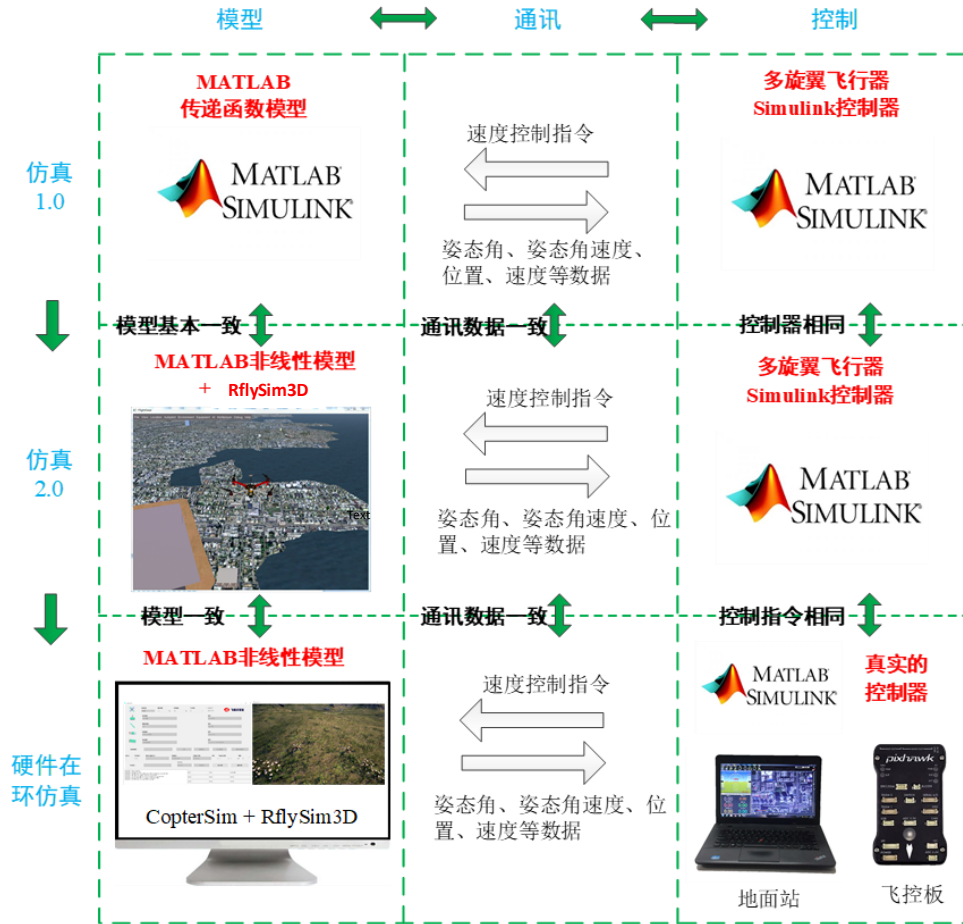 模型
通讯
控制
仿真
1.0
MATLAB
传递函数模型
MATLAB
SIMULINK®
速度控制指令
姿态角、姿态角速度、
位置、速度等数据
多旋翼飞行器
Simulink控制器
MATLAB
SIMULINK®
模型基本一致
通讯数据一致
控制器相同
仿真
2.0
MATLAB非线性模型
+ RflySim3D
Text
速度控制指令
姿态角、姿态角速度、位
置、速度等数据
多旋翼飞行器
Simulink控制器
MATLAB
SIMULINK®
模型一致
通讯数据一致
控制指令相同
硬件在
环仿真
MATLAB非线性模型
CopterSim + RflySim3D
速度控制指令
姿态角、姿态角速度、位
置、速度等数据
MATLAB
SIMULINK®
真实的
控制器
pixhawk
地面站
飞控板